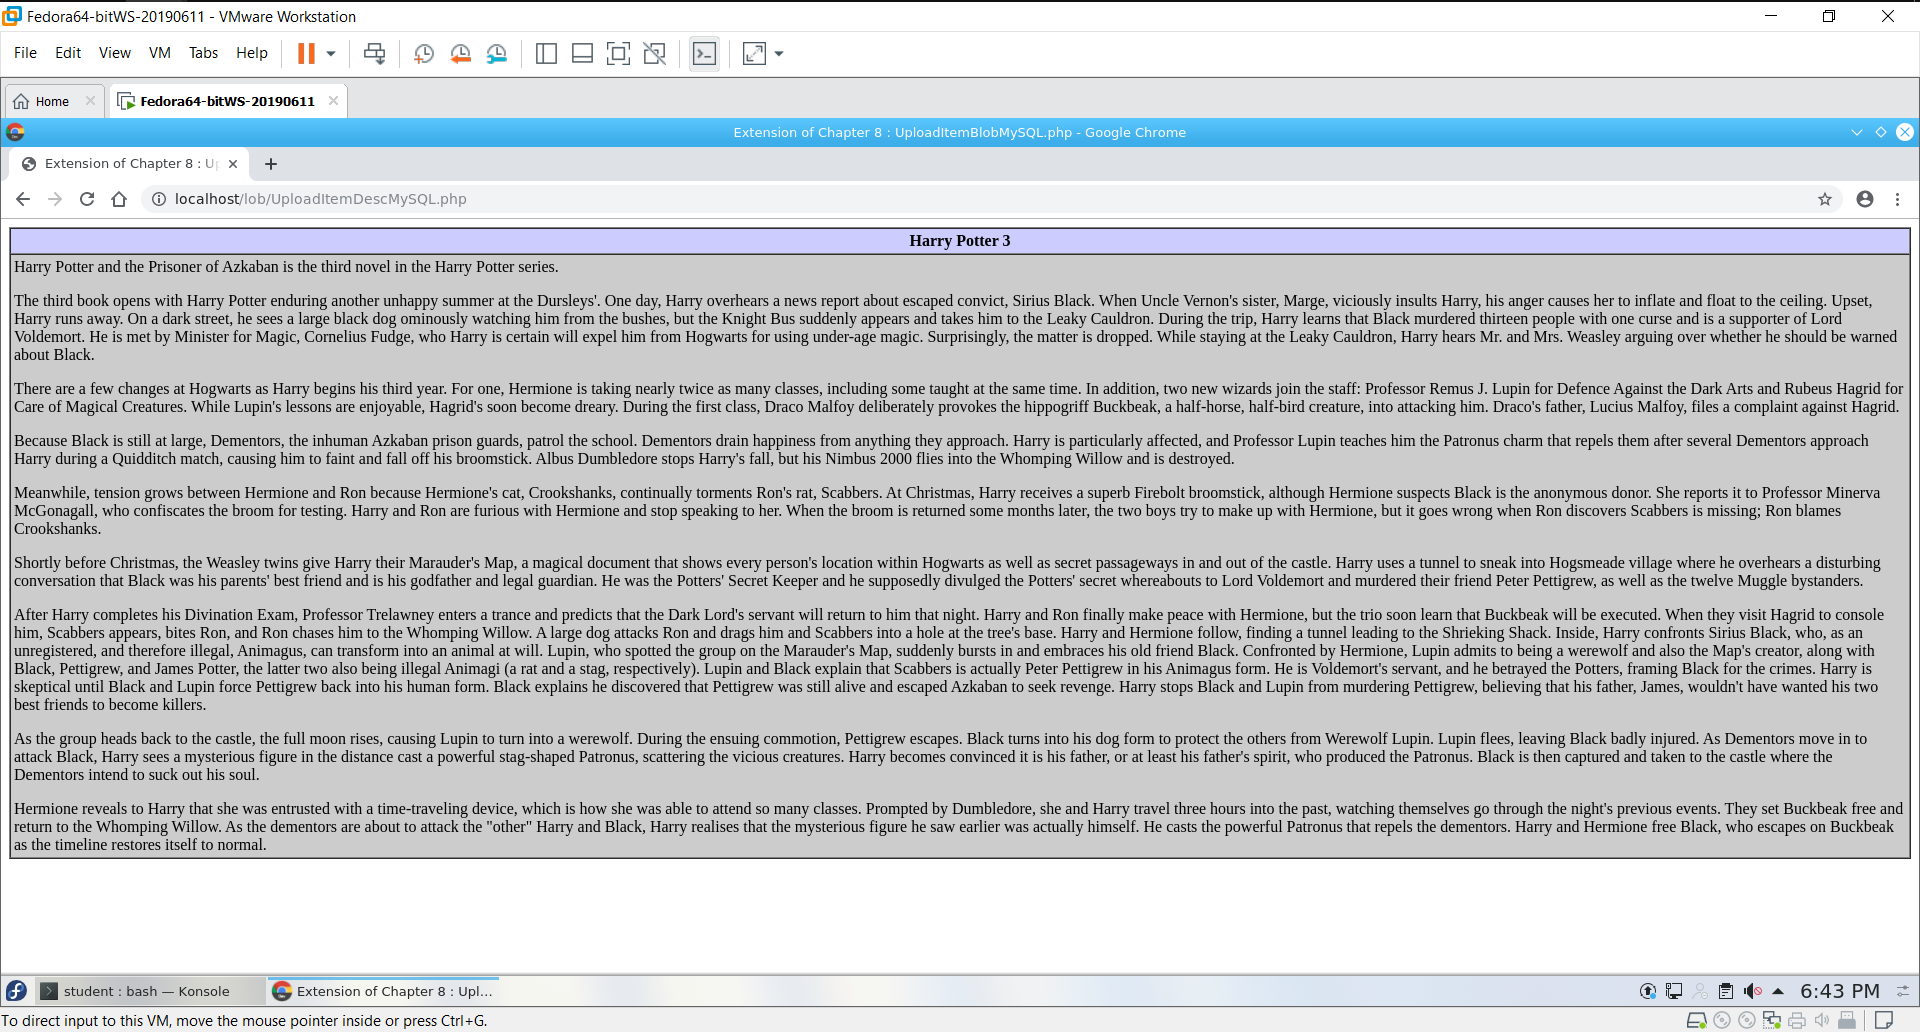 Fedora64-bitWS-20190611 - VMware Workstation
File Edit View VM Tabs Help
Home Fedora64-bitWS-20190611
Extension of Chapter 8 : UploadItemBlobMySQL.php - Google Chrome
Extension of Chapter 8 : Up
localhost/lob/UploadItemDescMySQL.php
Harry Potter 3
Harry Potter and the Prisoner of Azkaban is the third novel in the Harry Potter series.
The third book opens with Harry Potter enduring another unhappy summer at the Dursleys'. One day, Harry overhears a news report about escaped convict, Sirius Black. When Uncle Vernon's sister, Marge, viciously insults Harry, his anger causes her to inflate and float to the ceiling. Upset,
Harry runs away. On a dark street, he sees a large black dog ominously watching him from the bushes, but the Knight Bus suddenly appears and takes him to the Leaky Cauldron. During the trip, Harry learns that Black murdered thirteen people with one curse and is a supporter of Lord
Voldemort. He is met by Minister for Magic, Cornelius Fudge, who Harry is certain will expel him from Hogwarts for using under-age magic. Surprisingly, the matter is dropped. While staying at the Leaky Cauldron, Harry hears Mr. and Mrs. Weasley arguing over whether he should be warned
about Black.
There are a few changes at Hogwarts as Harry begins his third year. For one, Hermione is taking nearly twice as many classes, including some taught at the same time. In addition, two new wizards join the staff: Professor Remus J. Lupin for Defence Against the Dark Arts and Rubeus Hagrid for
Care of Magical Creatures. While Lupin's lessons are enjoyable, Hagrid's soon become dreary. During the first class, Draco Malfoy deliberately provokes the hippogriff Buckbeak, a half-horse, half-bird creature, into attacking him. Draco's father, Lucius Malfoy, files a complaint against Hagrid.
Because Black is still at large, Dementors, the inhuman Azkaban prison guards, patrol the school. Dementors drain happiness from anything they approach. Harry is particularly affected, and Professor Lupin teaches him the Patronus charm that repels them after several Dementors approach
Harry during a Quidditch match, causing him to faint and fall off his broomstick. Albus Dumbledore stops Harry's fall, but his Nimbus 2000 flies into the Whomping Willow and is destroyed.
Meanwhile, tension grows between Hermione and Ron because Hermione's cat, Crookshanks, continually torments Ron's rat, Scabbers. At Christmas, Harry receives a superb Firebolt broomstick, although Hermione suspects Black is the anonymous donor. She reports it to Professor Minerva
McGonagall, who confiscates the broom for testing. Harry and Ron are furious with Hermione and stop speaking to her. When the broom is returned some months later, the two boys try to make up with Hermione, but it goes wrong when Ron discovers Scabbers is missing; Ron blames
Crookshanks.
Shortly before Christmas, the Weasley twins give Harry their Marauder's Map, a magical document that shows every person's location within Hogwarts as well as secret passageways in and out of the castle. Harry uses a tunnel to sneak into Hogsmeade village where he overhears a disturbing
conversation that Black was his parents' best friend and is his godfather and legal guardian. He was the Potters' Secret Keeper and he supposedly divulged the Potters' secret whereabouts to Lord Voldemort and murdered their friend Peter Pettigrew, as well as the twelve Muggle bystanders.
After Harry completes his Divination Exam, Professor Trelawney enters a trance and predicts that the Dark Lord's servant will return to him that night. Harry and Ron finally make peace with Hermione, but the trio soon learn that Buckbeak will be executed. When they visit Hagrid to console
him, Scabbers appears, bites Ron, and Ron chases him to the Whomping Willow. A large dog attacks Ron and drags him and Scabbers into a hole at the tree's base. Harry and Hermione follow, finding a tunnel leading to the Shrieking Shack. Inside, Harry confronts Sirius Black, who, as an
unregistered, and therefore illegal, Animagus, can transform into an animal at will. Lupin, who spotted the group on the Marauder's Map, suddenly bursts in and embraces his old friend Black. Confronted by Hermione, Lupin admits to being a werewolf and also the Map's creator, along with
Black, Pettigrew, and James Potter, the latter two also being illegal Animagi (a rat and a stag, respectively). Lupin and Black explain that Scabbers is actually Peter Pettigrew in his Animagus form. He is Voldemort's servant, and he betrayed the Potters, framing Black for the crimes. Harry is
skeptical until Black and Lupin force Pettigrew back into his human form. Black explains he discovered that Pettigrew was still alive and escaped Azkaban to seek revenge. Harry stops Black and Lupin from murdering Pettigrew, believing that his father, James, wouldn't have wanted his two
best friends to become killers.
As the group heads back to the castle, the full moon rises, causing Lupin to turn into a werewolf. During the ensuing commotion, Pettigrew escapes. Black turns into his dog form to protect the others from Werewolf Lupin. Lupin flees, leaving Black badly injured. As Dementors move in to
attack Black, Harry sees a mysterious figure in the distance cast a powerful stag-shaped Patronus, scattering the vicious creatures. Harry becomes convinced it is his father, or at least his father's spirit, who produced the Patronus. Black is then captured and taken to the castle where the
Dementors intend to suck out his soul.
Hermione reveals to Harry that she was entrusted with a time-traveling device, which is how she was able to attend so many classes. Prompted by Dumbledore, she and Harry travel three hours into the past, watching themselves go through the night's previous events. They set Buckbeak free and
return to the Whomping Willow. As the dementors are about to attack the "other" Harry and Black, Harry realises that the mysterious figure he saw earlier was actually himself. He casts the powerful Patronus that repels the dementors. Harry and Hermione free Black, who escapes on Buckbeak
as the timeline restores itself to normal.
student : bash — Konsole Extension of Chapter 8 : Upl... 6:43 PM
To direct input to this VM, move the mouse pointer inside or press Ctrl+G.